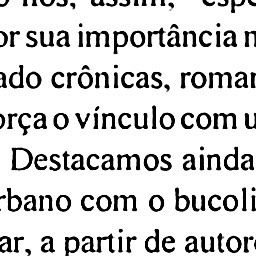 o nos, assim, espe
or sua importância n
ado crônicas, roman
orça o vínculo com u
Destacamos ainda
rbano com o bucoli
ar, a partir de autor